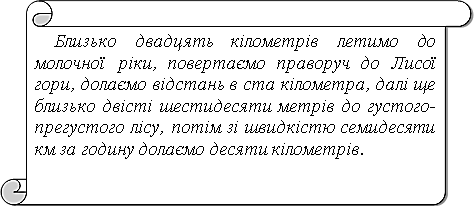 Близько двадцять кілометрів летимо до
молочної ріки, повертаємо праворуч до Лисої
гори, долаємо відстань в ста кілометра, далі ще
близько двісті шестидесяти метрів до густого-
прегустого лісу, потім зі швидкістю семидесяти
км за годину долаємо десяти кілометрів.